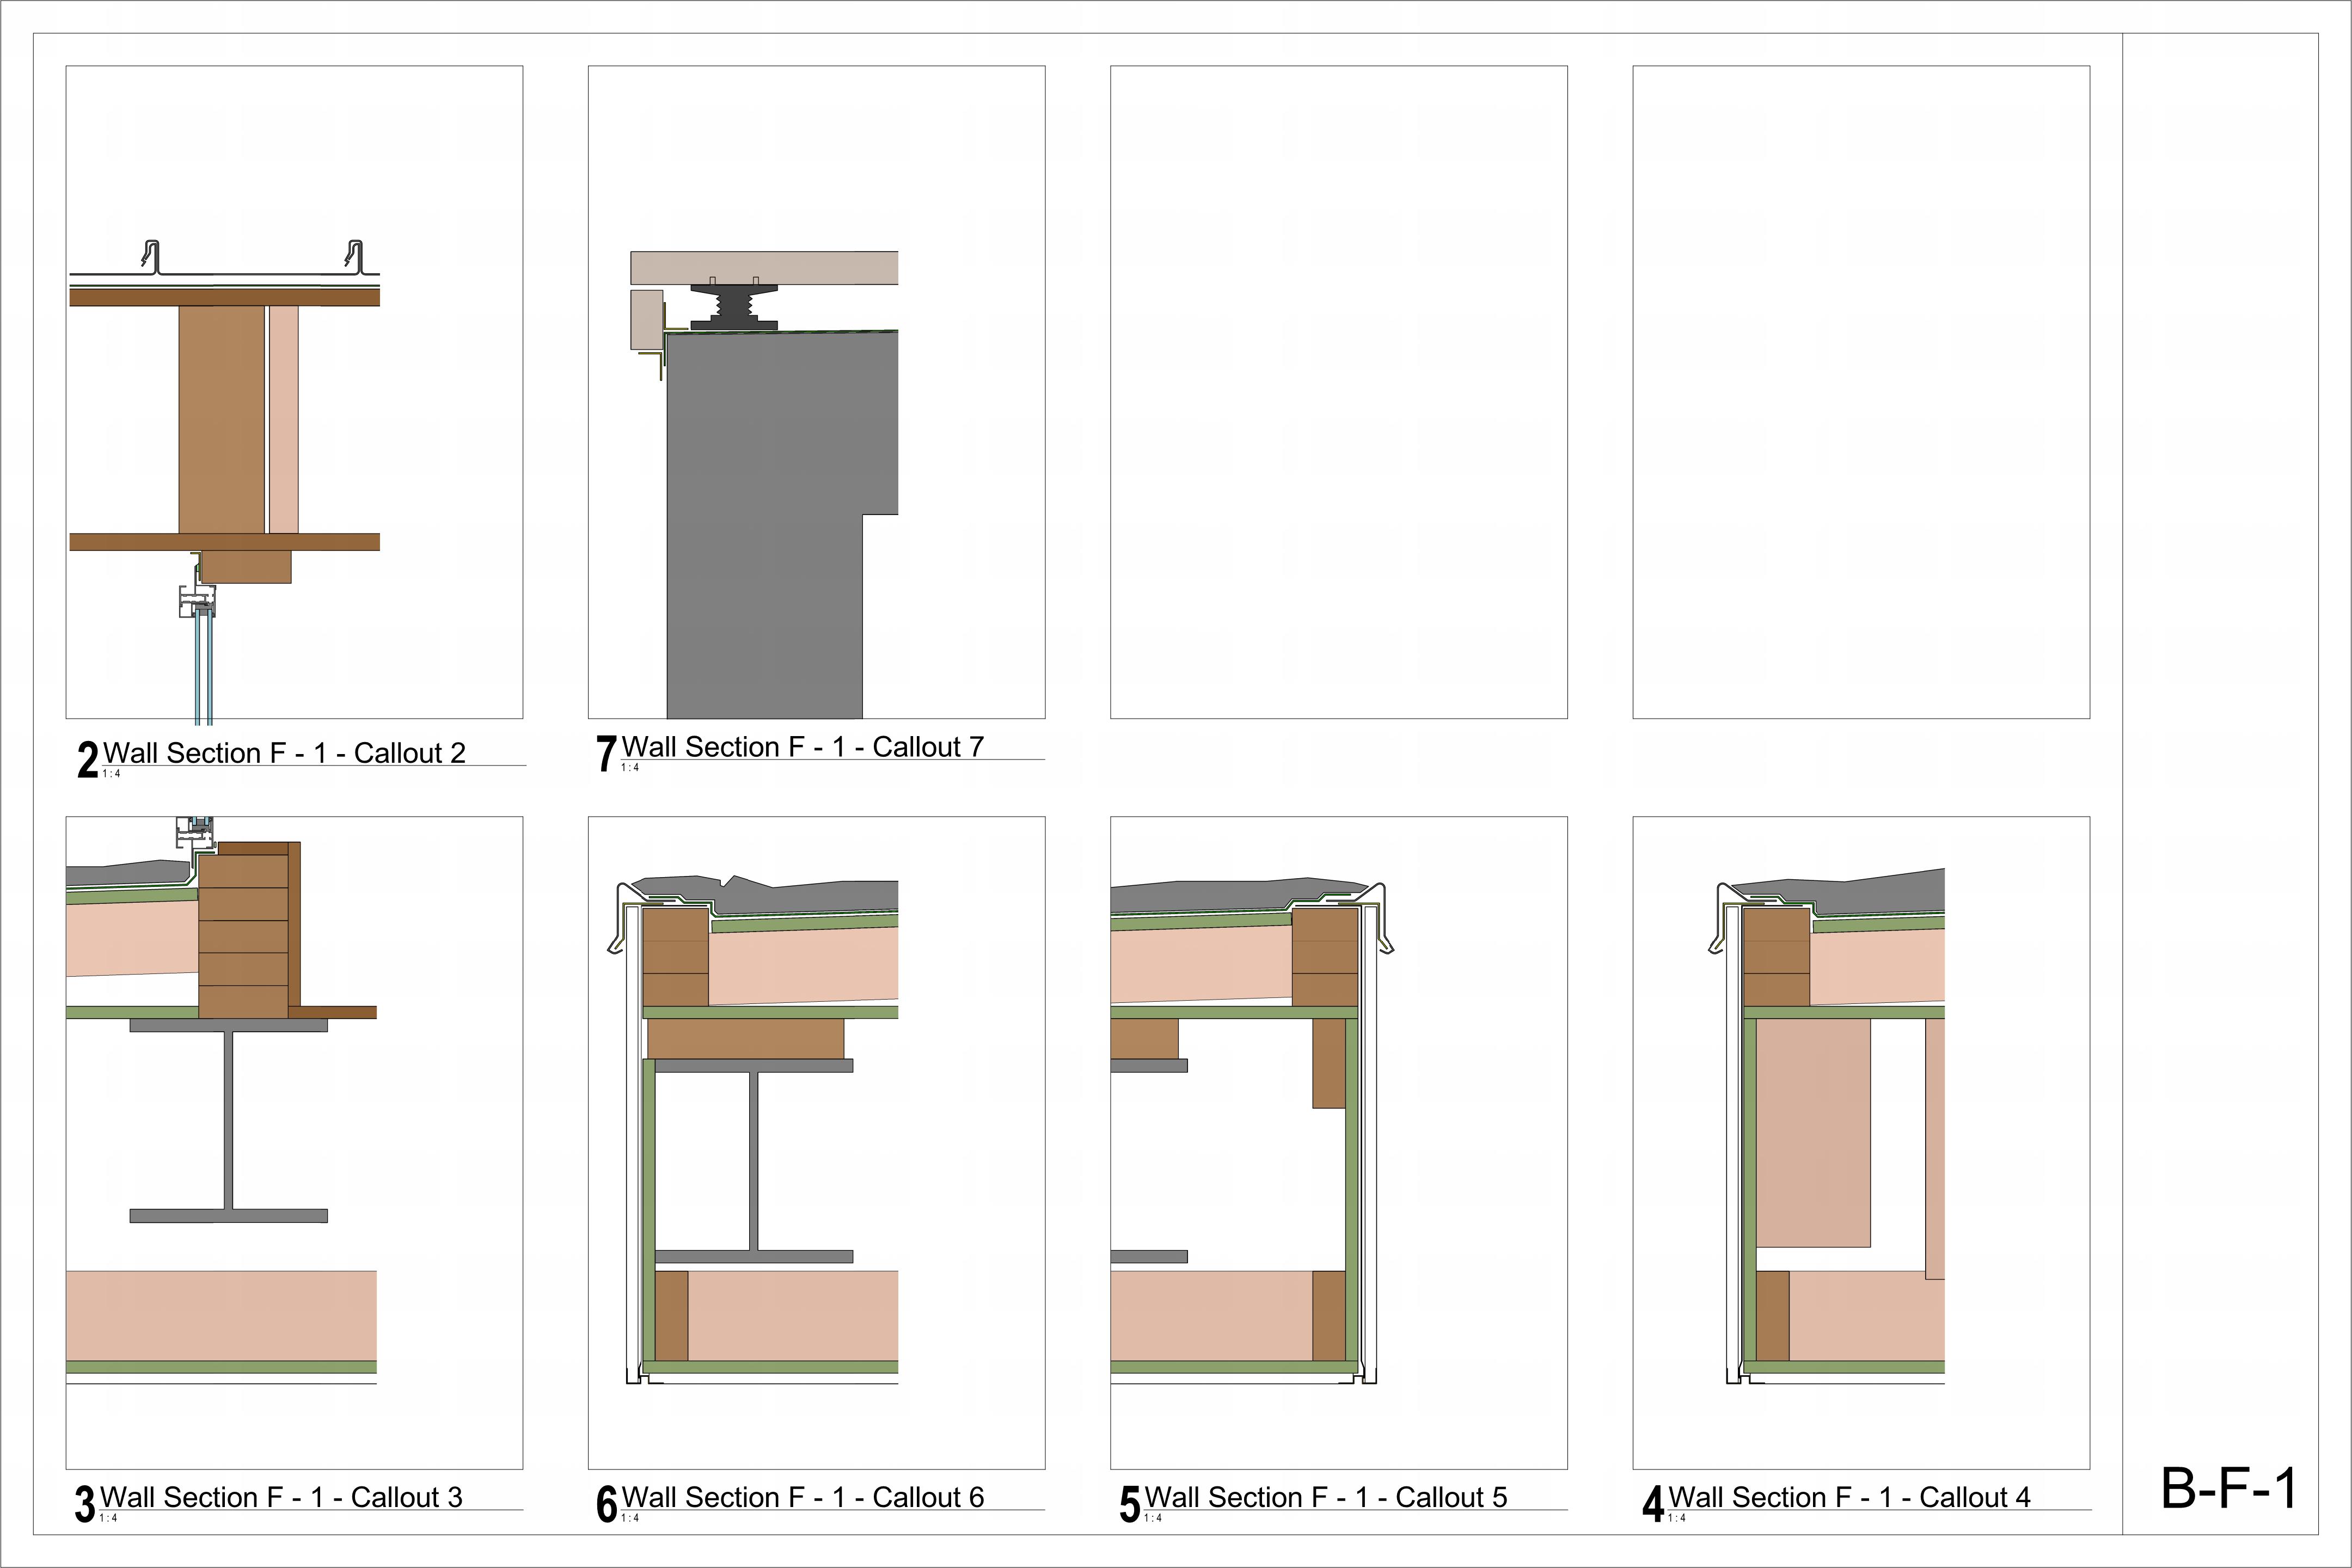 2 Wall Section F - 1 - Callout 2
1 : 4
7 Wall Section F - 1 - Callout 7
1 : 4
3 Wall Section F - 1 - Callout 3
1 : 4
6 Wall Section F - 1 - Callout 6
1 : 4
5 Wall Section F - 1 - Callout 5
1 : 4
4 Wall Section F - 1 - Callout 4
1 : 4
B-F-1